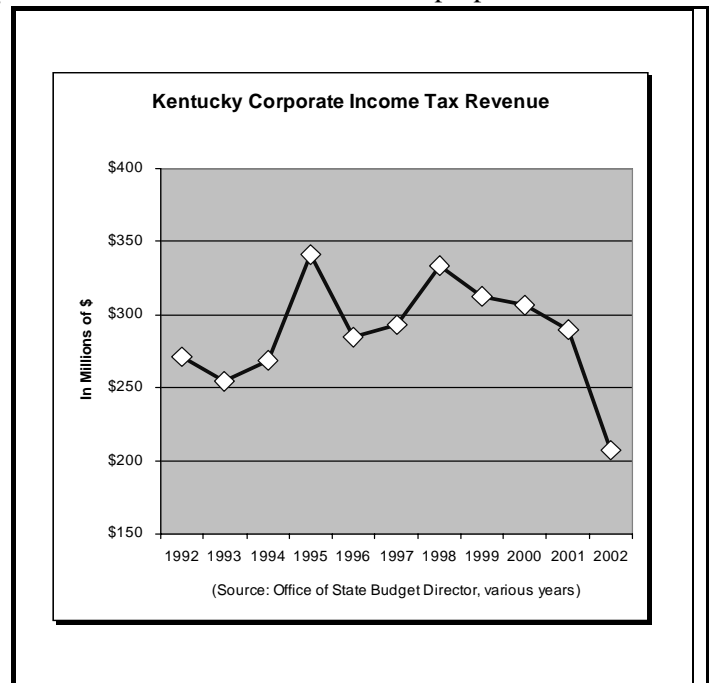 Kentucky Corporate Income Tax Revenue
$400
$350
$300
$250
$200
$150
In Millions of $
1992 1993 1994 1995 1996 1997 1998 1999 2000 2001 2002
(Source: Office of State Budget Director, various years)